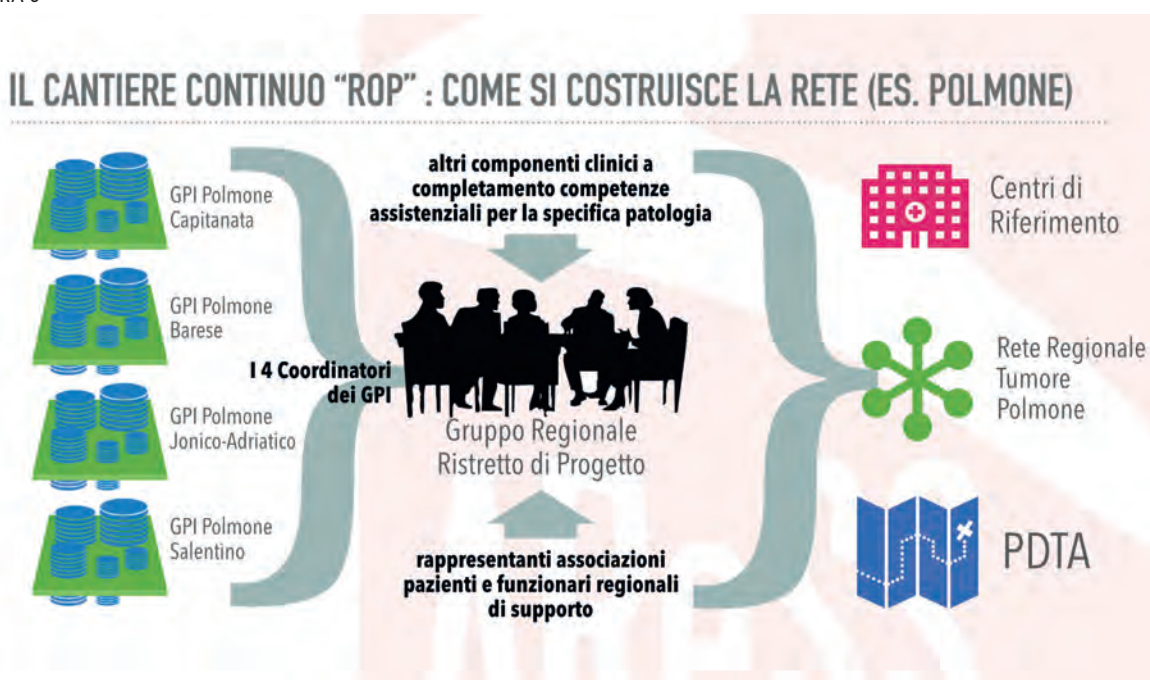 IL CANTIERE CONTINUO “ROP” : COME SI COSTRUISCE LA RETE (ES. POLMONE)
GPI Polmone
Capitanata
GPI Polmone
Barese
GPI Polmone
Jonico-Adriatico
GPI Polmone
Salentino
I 4 Coordinatori
dei GPI
altri componenti clinici a
completamento competenze
assistenziali per la specifica patologia
Gruppo Regionale
Ristretto di Progetto
rappresentanti associazioni
pazienti e funzionari regionali
di supporto
Centri di
Riferimento
Rete Regionale
Tumore
Polmone
PDTA